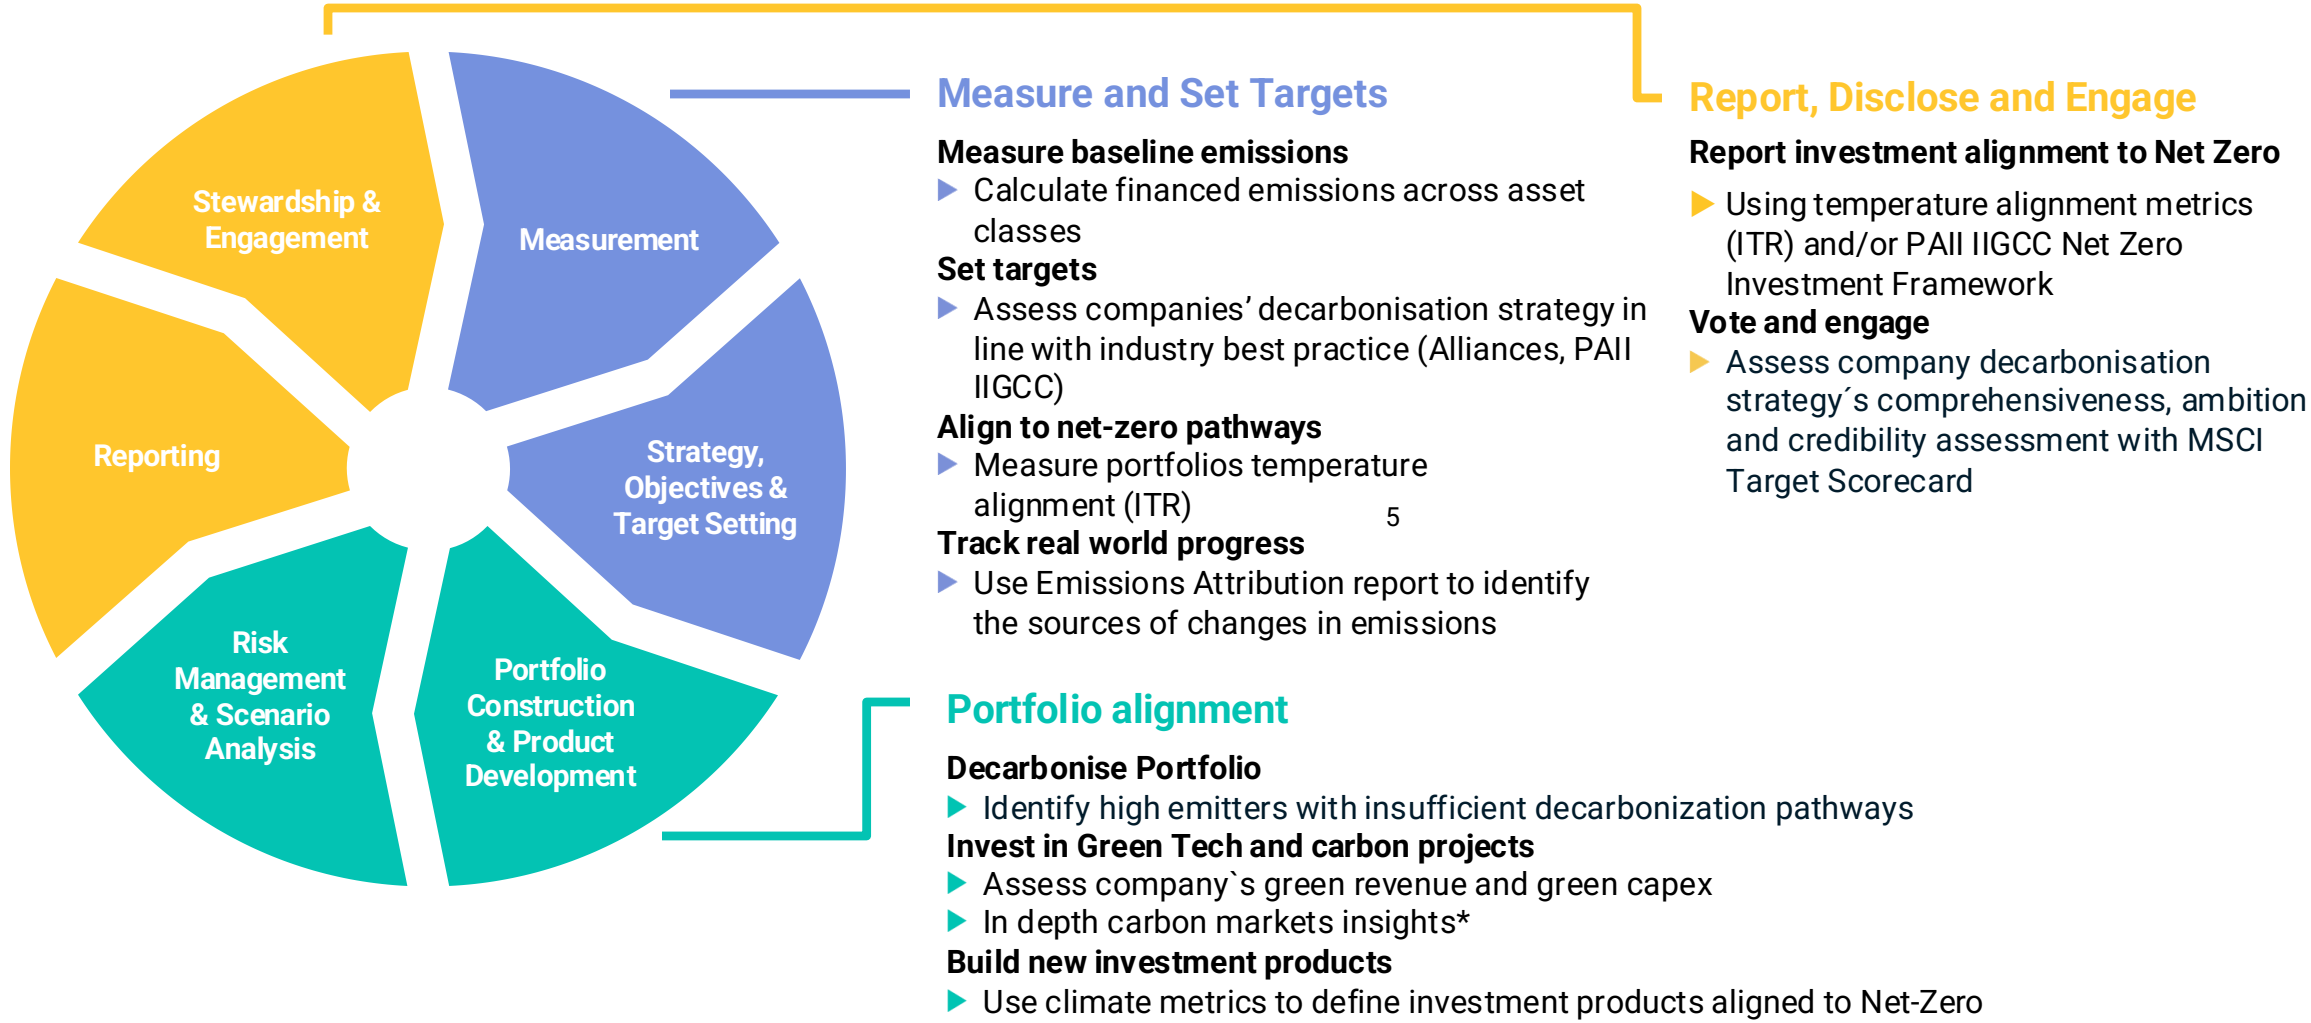 Stewardship &
Engagement
Measurement
Reporting
Strategy,
Objectives &
Target Setting
Risk
Management
& Scenario
Analysis
Portfolio
Construction
& Product
Development
Measure and Set Targets
Measure baseline emissions
Calculate financed emissions across asset
classes
Set targets
Assess companies’ decarbonisation strategy in
line with industry best practice (Alliances, PAII
IIGCC)
Align to net-zero pathways
Measure portfolios temperature
alignment (ITR)
5
Track real world progress
Use Emissions Attribution report to identify
the sources of changes in emissions
Report, Disclose and Engage
Report investment alignment to Net Zero
Using temperature alignment metrics
(ITR) and/or PAII IIGCC Net Zero
Investment Framework
Vote and engage
Assess company decarbonisation
strategy´s comprehensiveness, ambition
and credibility assessment with MSCI
Target Scorecard
Portfolio alignment
Decarbonise Portfolio
Identify high emitters with insufficient decarbonization pathways
Invest in Green Tech and carbon projects
Assess company`s green revenue and green capex
In depth carbon markets insights*
Build new investment products
Use climate metrics to define investment products aligned to Net-Zero